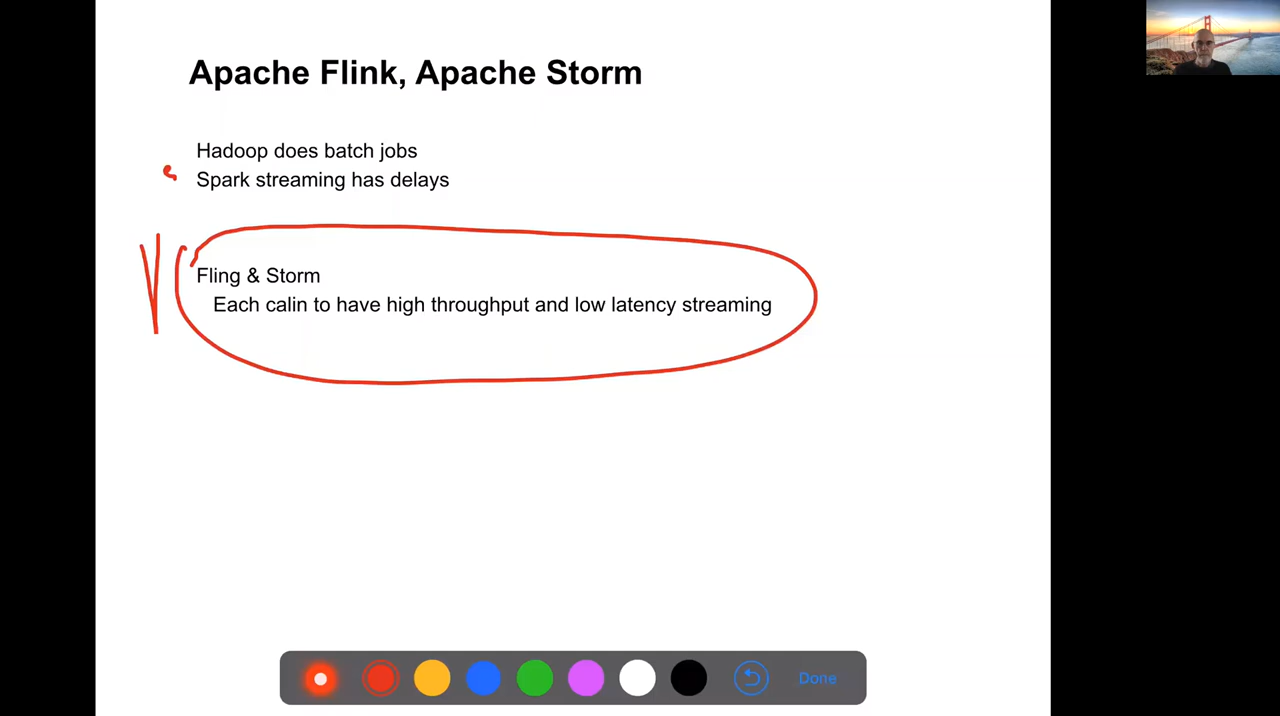 Apache Flink, Apache Storm
Hadoop does batch jobs
Spark streaming has delays
Fling & Storm
Each calin to have high throughput and low latency streaming
Done